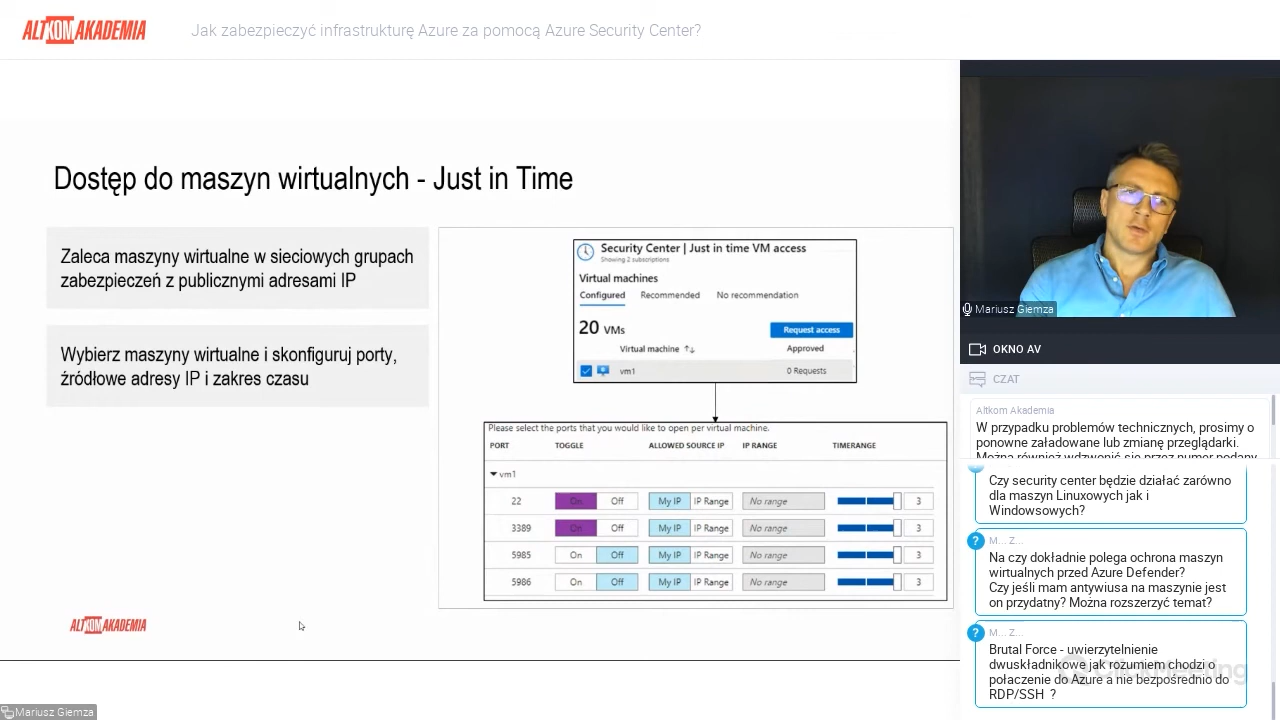 ALTKOM AKADEMIA
Jak zabezpieczyć infrastrukturę Azure za pomocą Azure Security Center?
Dostęp do maszyn wirtualnych - Just in Time
Zaleca maszyny wirtualne w sieciowych grupach
zabezpieczeń z publicznymi adresami IP
Wybierz maszyny wirtualne i skonfiguruj porty,
źródłowe adresy IP i zakres czasu
Security Center | Just in time VM access
Showing 2 subscriptions
Virtual machines
Configured Recommended No recommendation
20 VMs Request access
Virtual machine ↑↓ Approved
vm1 0 Requests
Please select the ports that you would like to open per virtual machine.
PORT TOGGLE ALLOWED SOURCE IP IP RANGE TIMERANGE
vm1
22 On Off My IP IP Range No range 3
3389 On Off My IP IP Range No range 3
5985 On Off My IP IP Range No range 3
5986 On Off My IP IP Range No range 3
ALTKOM AKADEMIA
Mariusz Giemza
Mariusz Giemza
OKNO AV
CZAT
Altkom Akademia
W przypadku problemów technicznych, prosimy o
ponowne załadowane lub zmianę przeglądarki.
Można również wdzwonić się przez numer podany
Czy security center będzie działać zarówno
dla maszyn Linuxowych jak i
Windowsowych?
? M... Z...
Na czy dokładnie polega ochrona maszyn
wirtualnych przed Azure Defender?
Czy jeśli mam antywiusa na maszynie jest
on przydatny? Można rozszerzyć temat?
? M... Z...
Brutal Force - uwierzytelnienie
dwuskładnikowe jak rozumiem chodzi o
połaczenie do Azure a nie bezpośrednio do
RDP/SSH ?
ClickMeeting